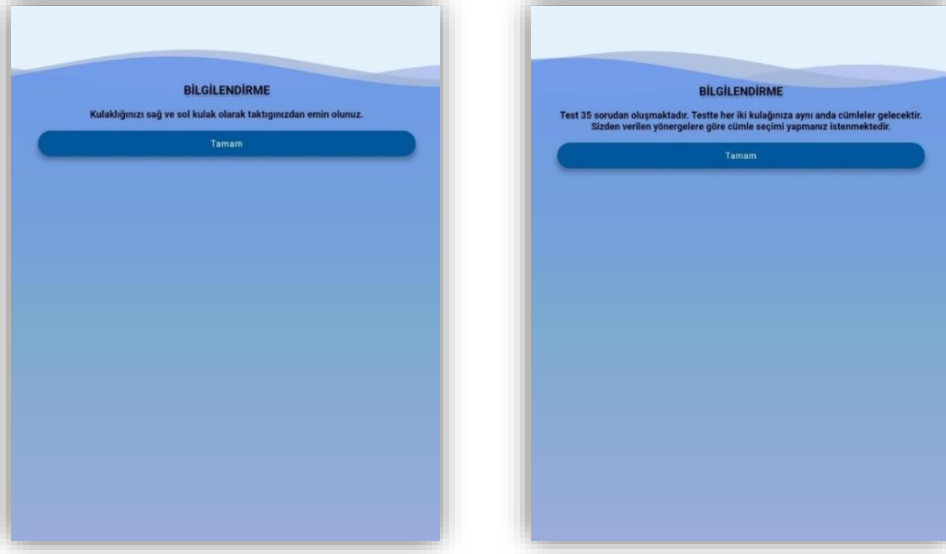 BİLGİLENDİRME
Kulaklığınızı sağ ve sol kulak olarak taktıgınızdan emin olunuz.
Tamam
BİLGİLENDİRME
Test 35 sorudan oluşmaktadır. Testte her iki kulağınıza aynı anda cümleler gelecektir.
Sizden verilen yönergelere göre cümle seçimi yapmanız istenmektedir.
Tamam